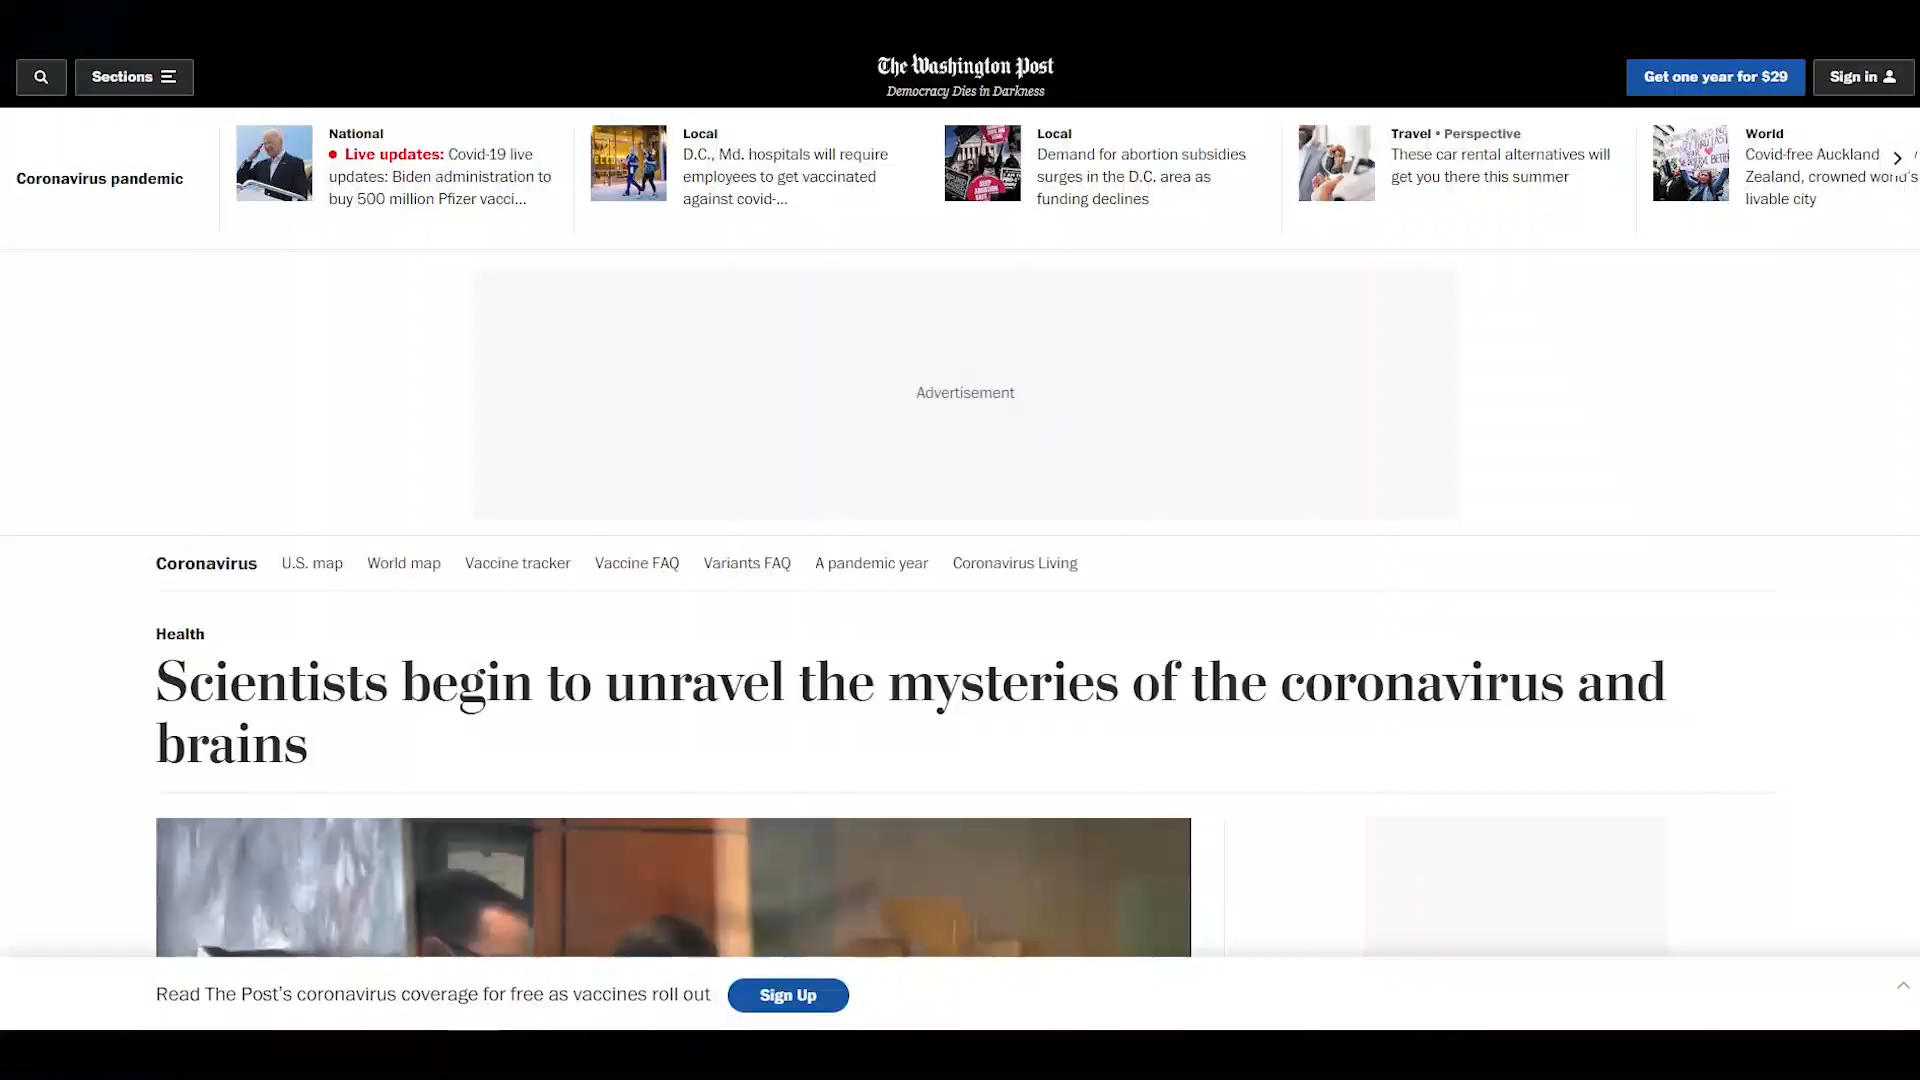 Sections
The Washington Post
Democracy Dies in Darkness
Get one year for $29
Sign in
Coronavirus pandemic
National
Live updates: Covid-19 live
updates: Biden administration to
buy 500 million Pfizer vacci...
Local
D.C., Md. hospitals will require
employees to get vaccinated
against covid-...
Local
Demand for abortion subsidies
surges in the D.C. area as
funding declines
Travel • Perspective
These car rental alternatives will
get you there this summer
World
Covid-free Auckland
Zealand, crowned world's
livable city
Advertisement
Coronavirus U.S. map World map Vaccine tracker Vaccine FAQ Variants FAQ A pandemic year Coronavirus Living
Health
Scientists begin to unravel the mysteries of the coronavirus and
brains
Read The Post's coronavirus coverage for free as vaccines roll out
Sign Up